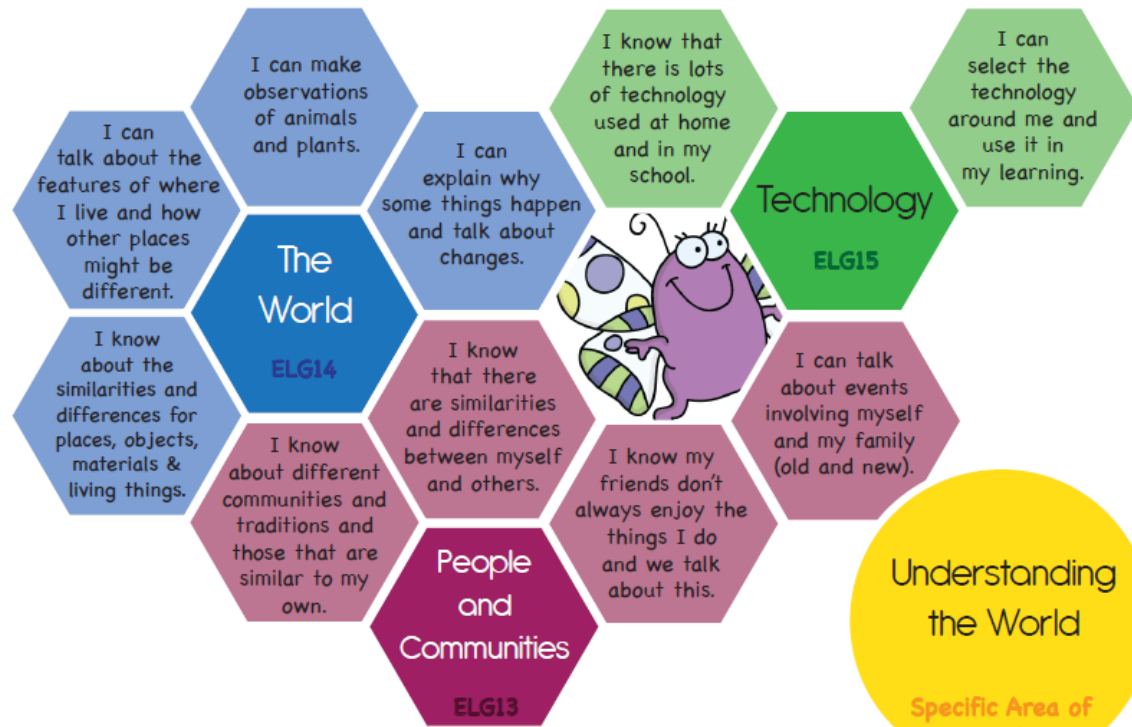 I can make
observations
of animals
and plants.
I know that
there is lots
of technology
used at home
and in my
school.
I can
select the
technology
around me and
use it in
my learning.
I can
talk about the
features of where
I live and how
other places
might be
different.
I can
explain why
some things happen
and talk about
changes.
Technology
ELG15
The
World
ELG14
I know
about the
similarities and
differences for
places, objects,
materials &
living things.
I know
that there
are similarities
and differences
between myself
and others.
I can talk
about events
involving myself
and my family
(old and new).
I know
about different
communities and
traditions and
those that are
similar to my
own.
I know my
friends don't
always enjoy the
things I do
and we talk
about this.
People
and
Communities
ELG13
Understanding
the World
Specific Area of